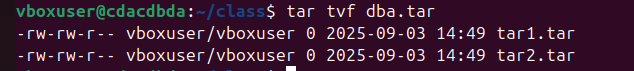 vboxuser@cdacdbda:~/class$ tar tvf dba.tar
-rw-rw-r-- vboxuser/vboxuser 0 2025-09-03 14:49 tar1.tar
-rw-rw-r-- vboxuser/vboxuser 0 2025-09-03 14:49 tar2.tar